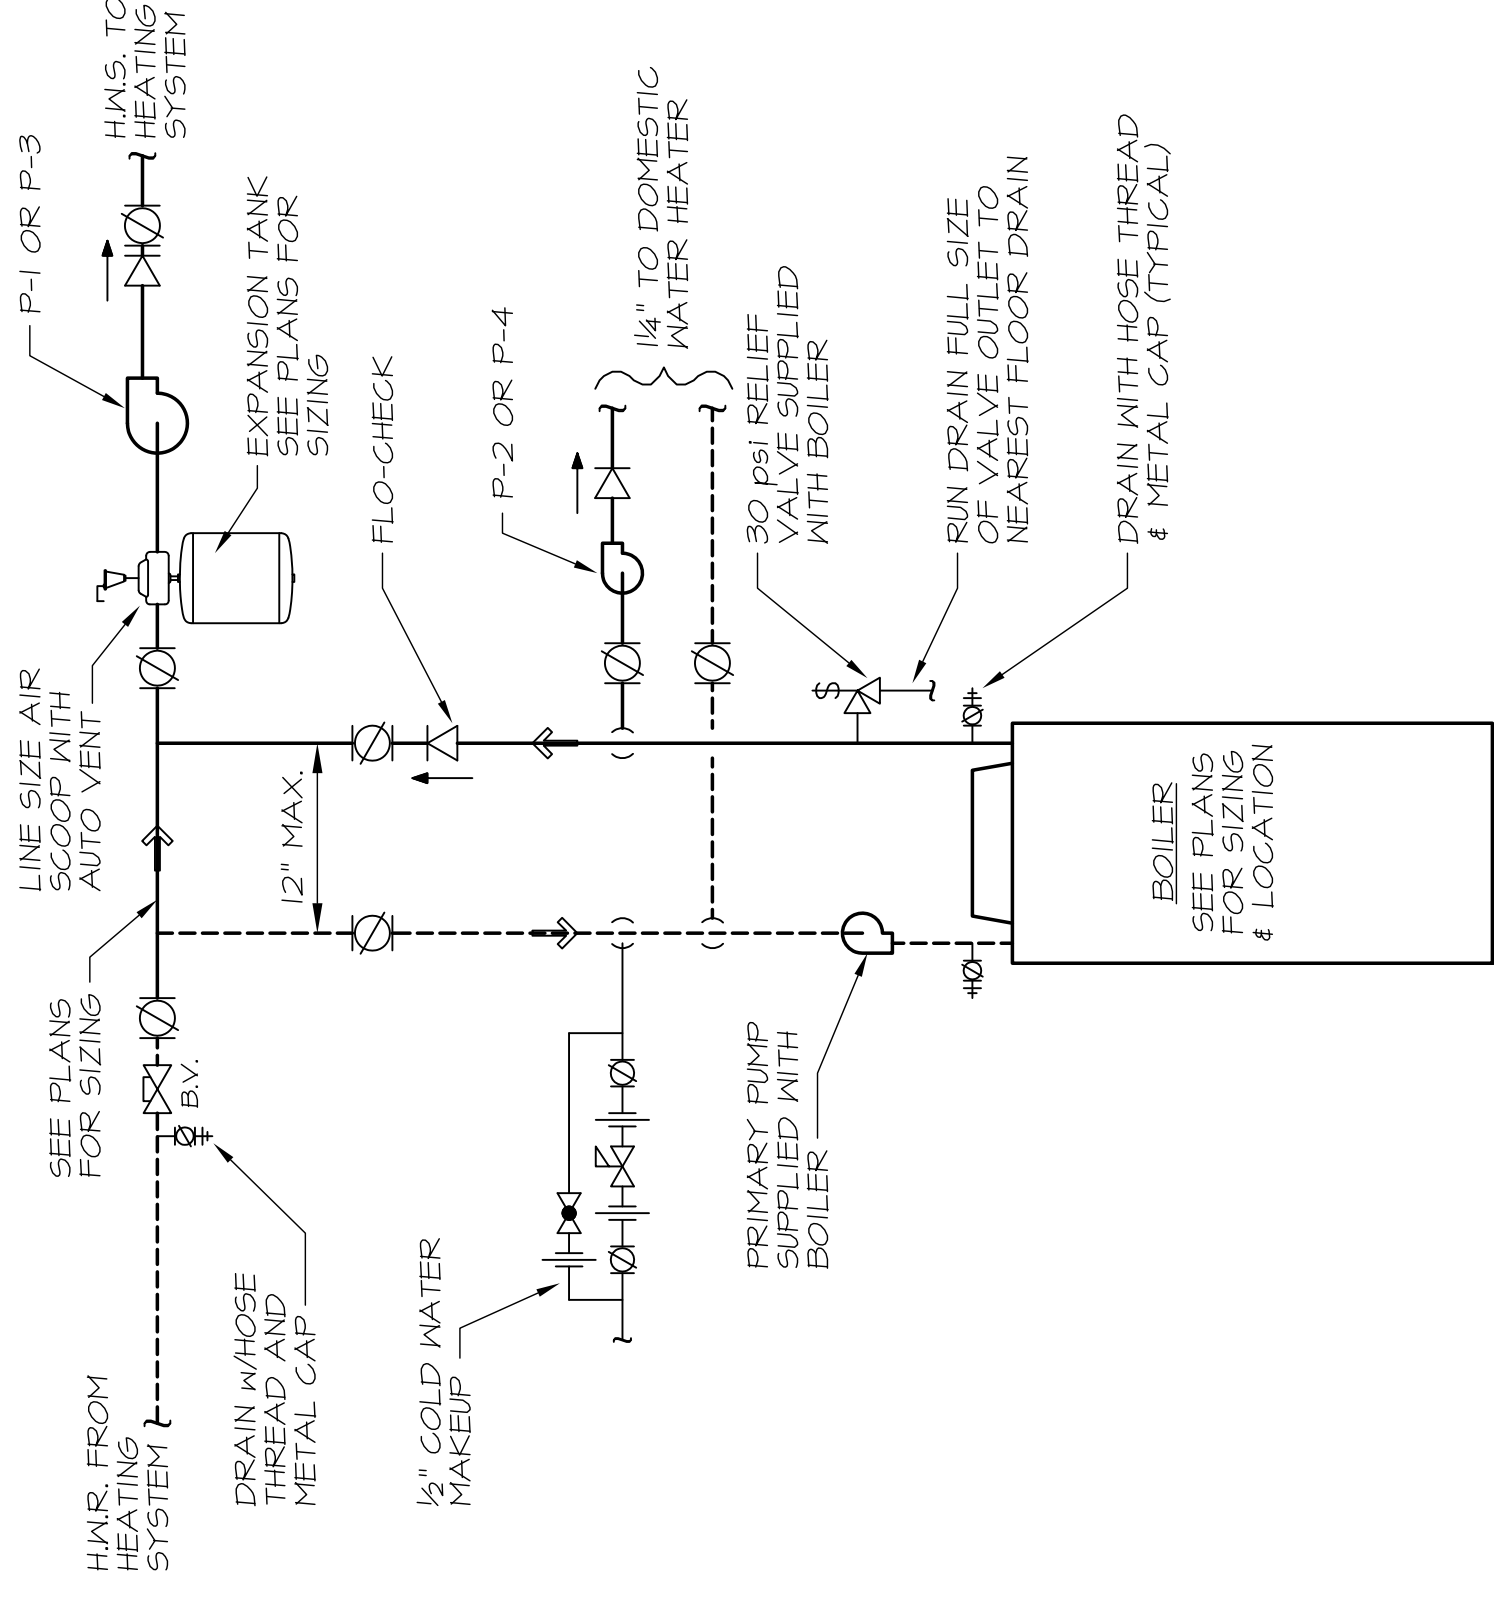 H.W.R. FROM
HEATING
SYSTEM
SEE PLANS
FOR SIZING
LINE SIZE AIR
SCOOP WITH
AUTO VENT
P-1 OR P-3
H.W.S. TO
HEATING
SYSTEM
B.V.
DRAIN W/HOSE
THREAD AND
METAL CAP
EXPANSION TANK
SEE PLANS FOR
SIZING
12" MAX.
FLO-CHECK
½" COLD WATER
MAKEUP
P-2 OR P-4
1¼" TO DOMESTIC
WATER HEATER
PRIMARY PUMP
SUPPLIED WITH
BOILER
30 psi RELIEF
VALVE SUPPLIED
WITH BOILER
S
RUN DRAIN FULL SIZE
OF VALVE OUTLET TO
NEAREST FLOOR DRAIN
DRAIN WITH HOSE THREAD
& METAL CAP (TYPICAL)
BOILER
SEE PLANS
FOR SIZING
& LOCATION